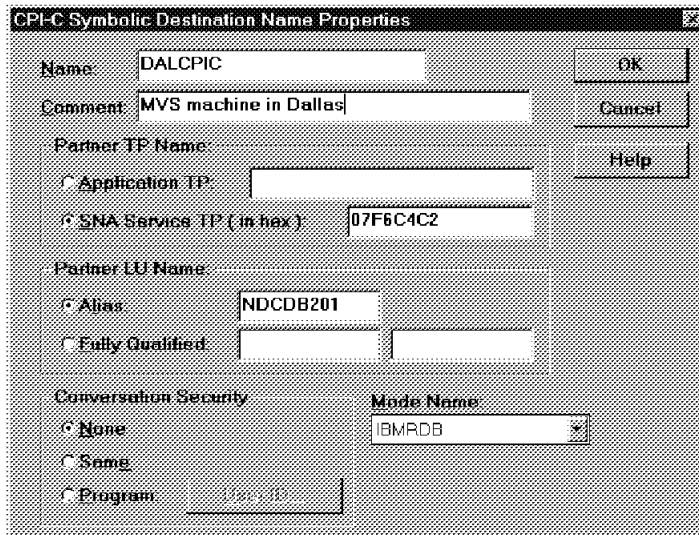 CPI-C Symbolic Destination Name Properties
Name: DALCPIC
OK
Comment: MVS machine in Dallas
Cancel
Partner TP Name:
Help
Application TP:
SNA Service TP ( in hex ): 07F6C4C2
Partner LU Name:
Alias: NDCDB201
Fully Qualified:
Conversation Security
Mode Name:
None
IBMRDB
Same
Program:
User ID...